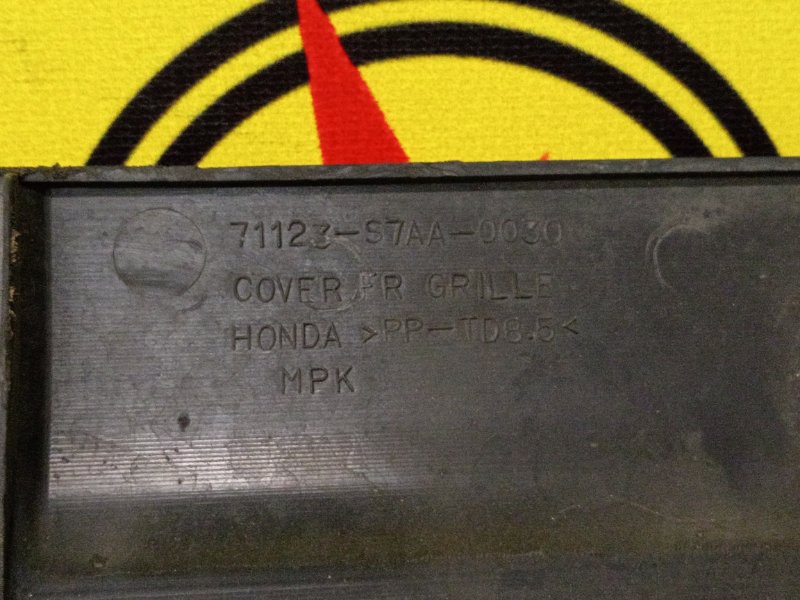 71123-S7AA-0030
COVER FR GRILLE
HONDA >PP-TD8.5<
MPK